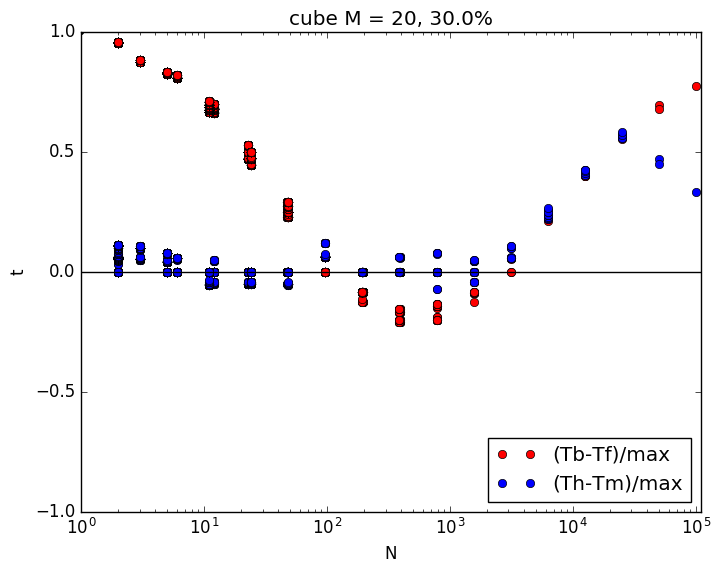 cube M = 20, 30.0%
1.0
0.5
t
0.0
−0.5
−1.0
(Tb-Tf)/max
(Th-Tm)/max
10^0 10^1 10^2 10^3 10^4 10^5
N